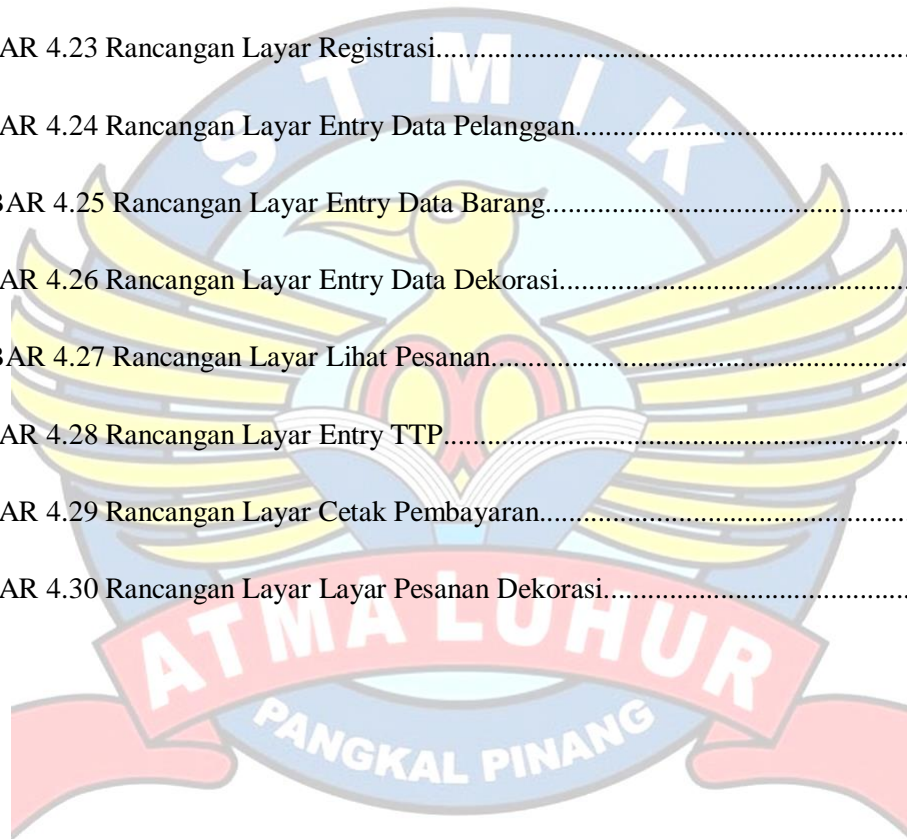 AR 4.23 Rancangan Layar Registrasi...............................................................
AR 4.24 Rancangan Layar Entry Data Pelanggan.............................................
BAR 4.25 Rancangan Layar Entry Data Barang.................................................
AR 4.26 Rancangan Layar Entry Data Dekorasi...............................................
BAR 4.27 Rancangan Layar Lihat Pesanan........................................................
AR 4.28 Rancangan Layar Entry TTP..............................................................
AR 4.29 Rancangan Layar Cetak Pembayaran.................................................
AR 4.30 Rancangan Layar Layar Pesanan Dekorasi........................................
STMIK
ATMA LUHUR
PANGKAL PINANG